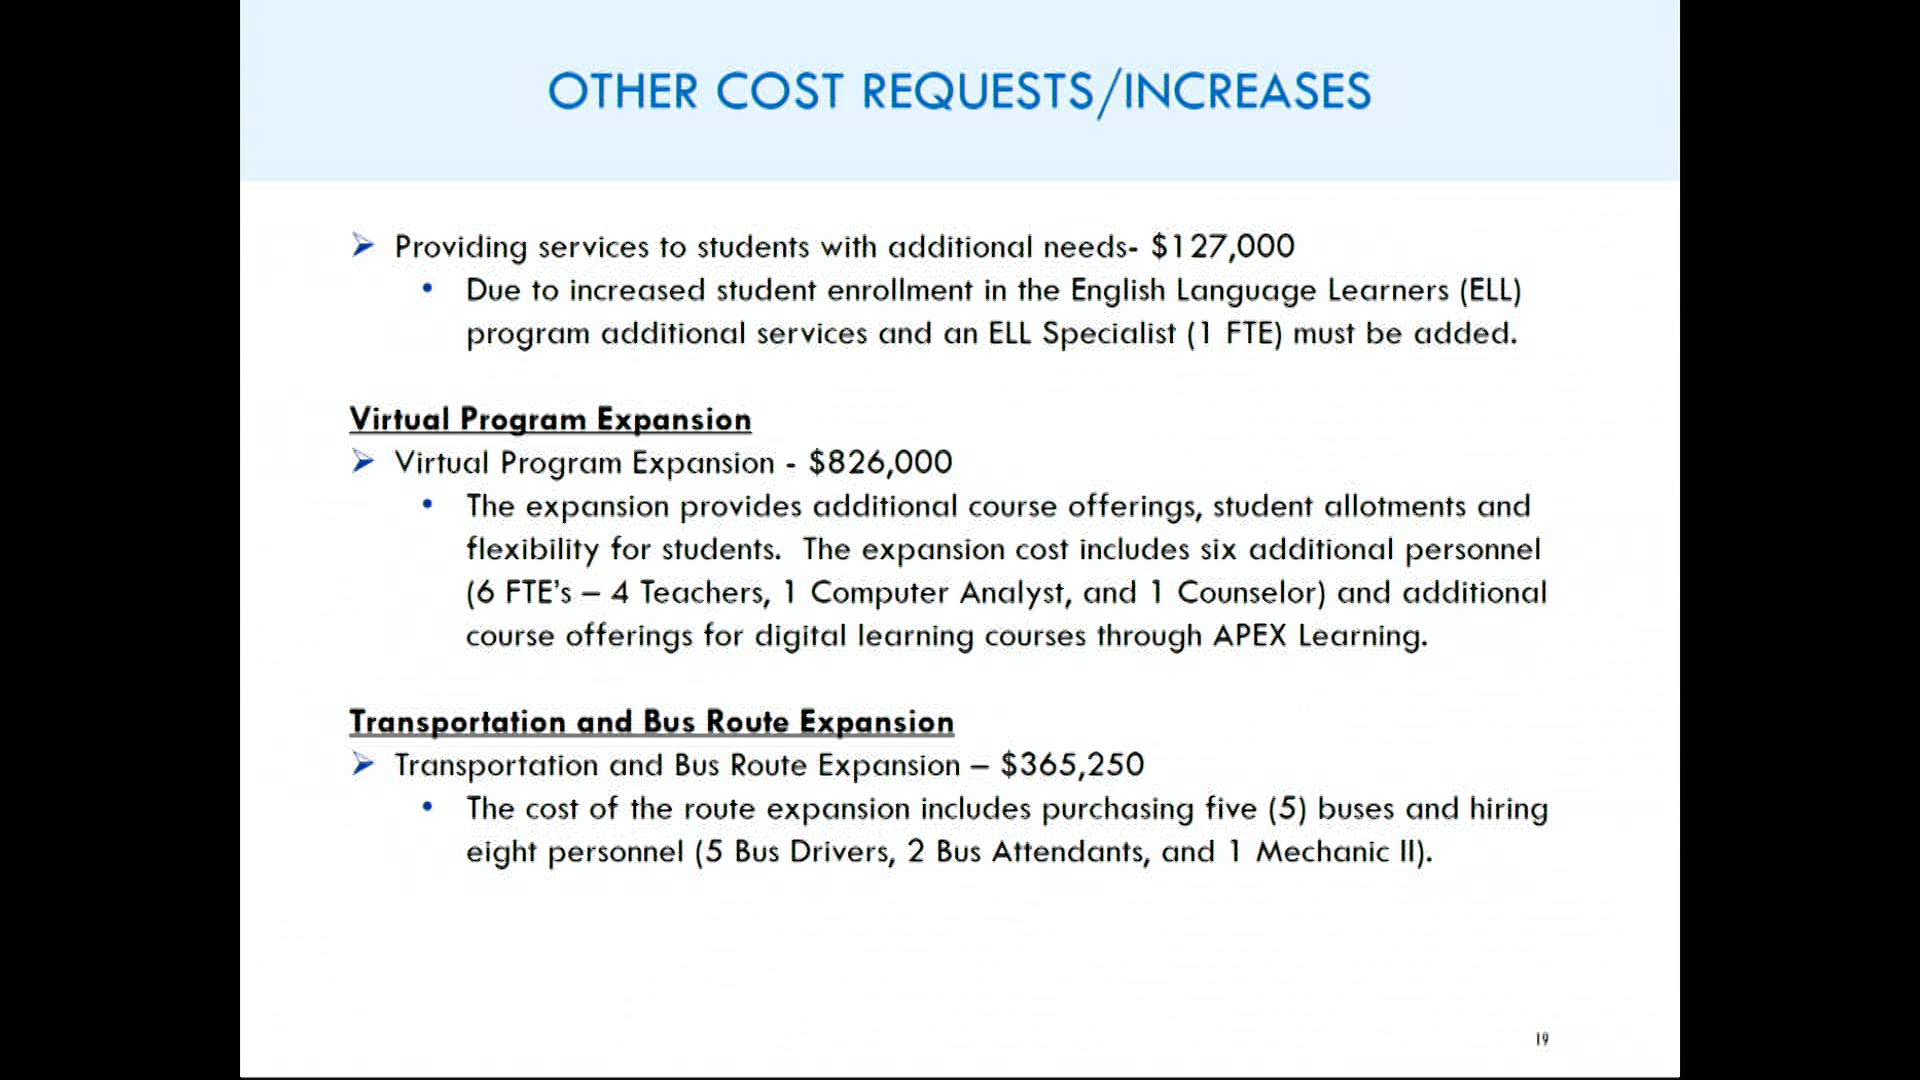 OTHER COST REQUESTS/INCREASES
Providing services to students with additional needs- $127,000
Due to increased student enrollment in the English Language Learners (ELL)
program additional services and an ELL Specialist (1 FTE) must be added.
Virtual Program Expansion
Virtual Program Expansion - $826,000
The expansion provides additional course offerings, student allotments and
flexibility for students.  The expansion cost includes six additional personnel
(6 FTE's – 4 Teachers, 1 Computer Analyst, and 1 Counselor) and additional
course offerings for digital learning courses through APEX Learning.
Transportation and Bus Route Expansion
Transportation and Bus Route Expansion – $365,250
The cost of the route expansion includes purchasing five (5) buses and hiring
eight personnel (5 Bus Drivers, 2 Bus Attendants, and 1 Mechanic II).
19